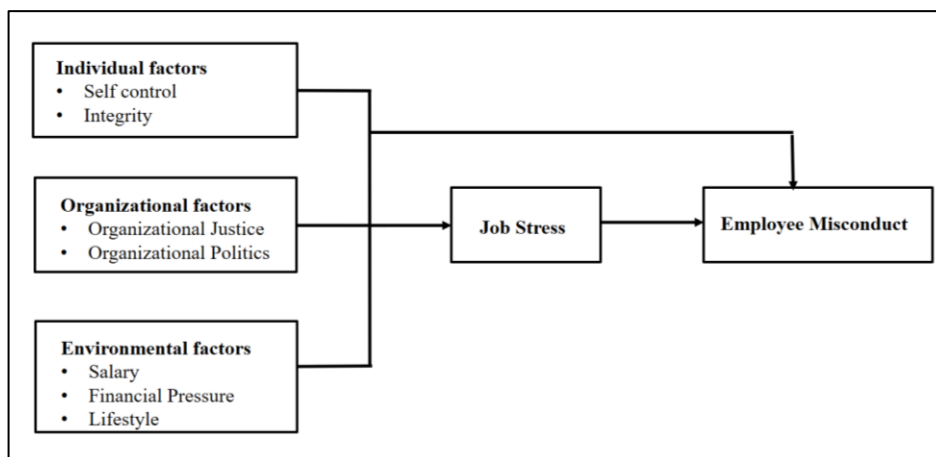 Individual factors
• Self control
• Integrity
Organizational factors
• Organizational Justice
• Organizational Politics
Environmental factors
• Salary
• Financial Pressure
• Lifestyle
Job Stress
Employee Misconduct